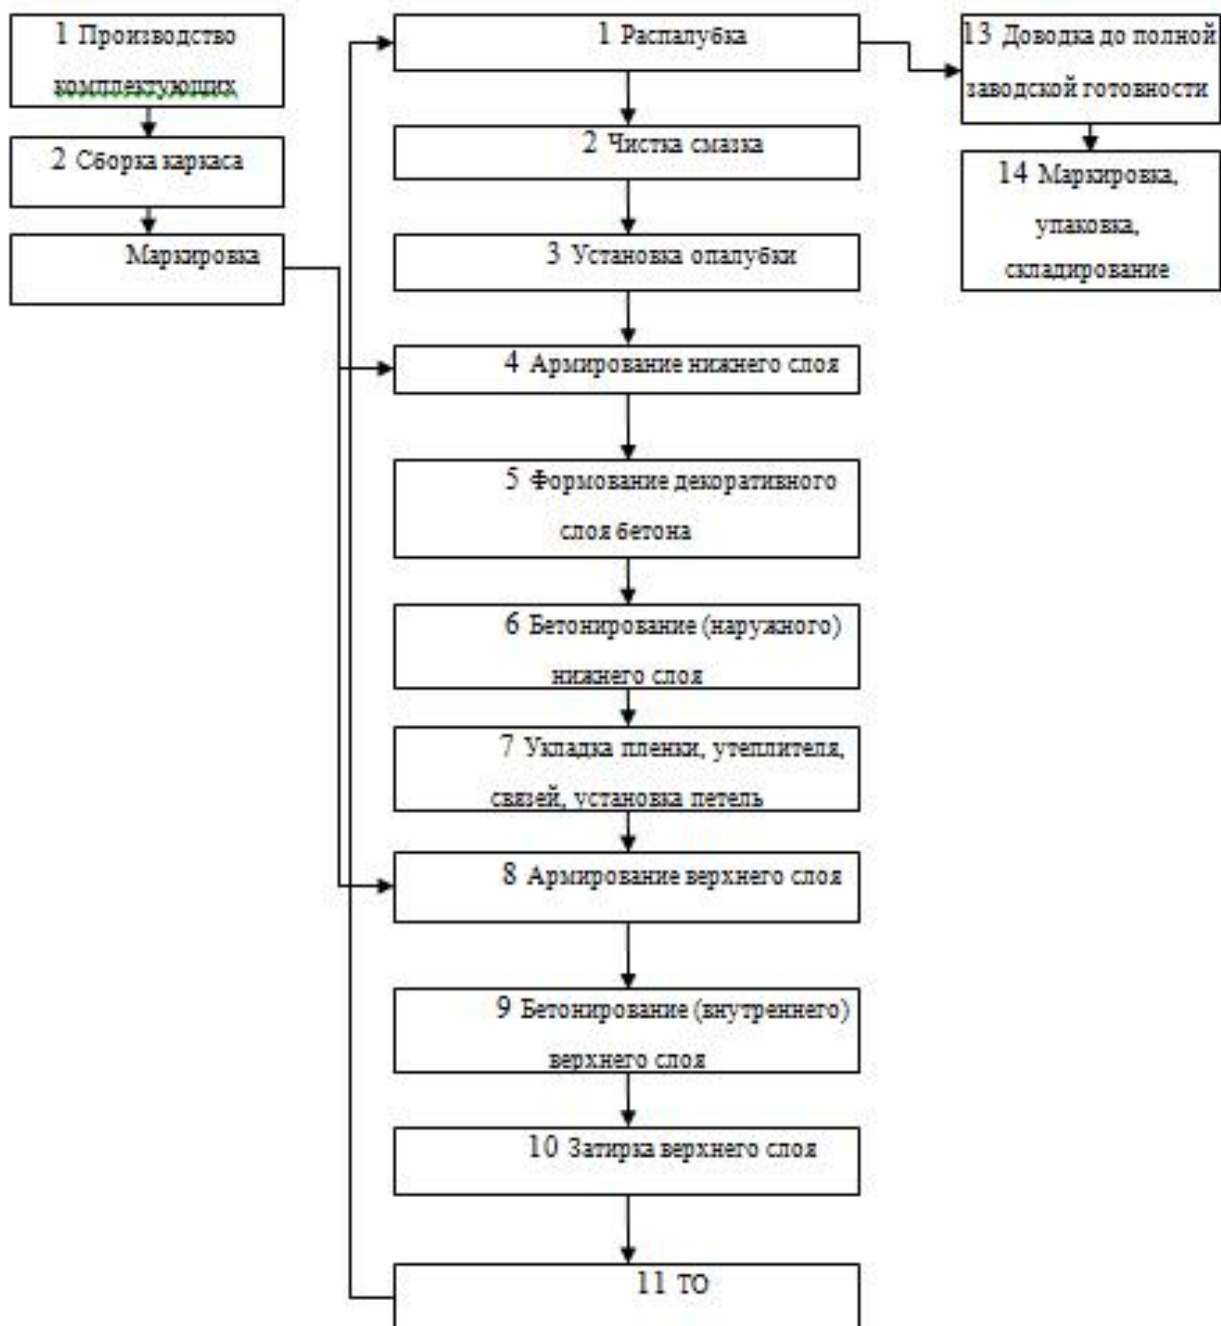 1 Производство
комплектующих
2 Сборка каркаса
Маркировка
1 Распалубка
2 Чистка смазка
3 Установка опалубки
4 Армирование нижнего слоя
5 Формование декоративного
слоя бетона
6 Бетонирование (наружного)
нижнего слоя
7 Укладка пленки, утеплителя,
связей, установка петель
8 Армирование верхнего слоя
9 Бетонирование (внутреннего)
верхнего слоя
10 Затирка верхнего слоя
11 ТО
13 Доводка до полной
заводской готовности
14 Маркировка,
упаковка,
складирование